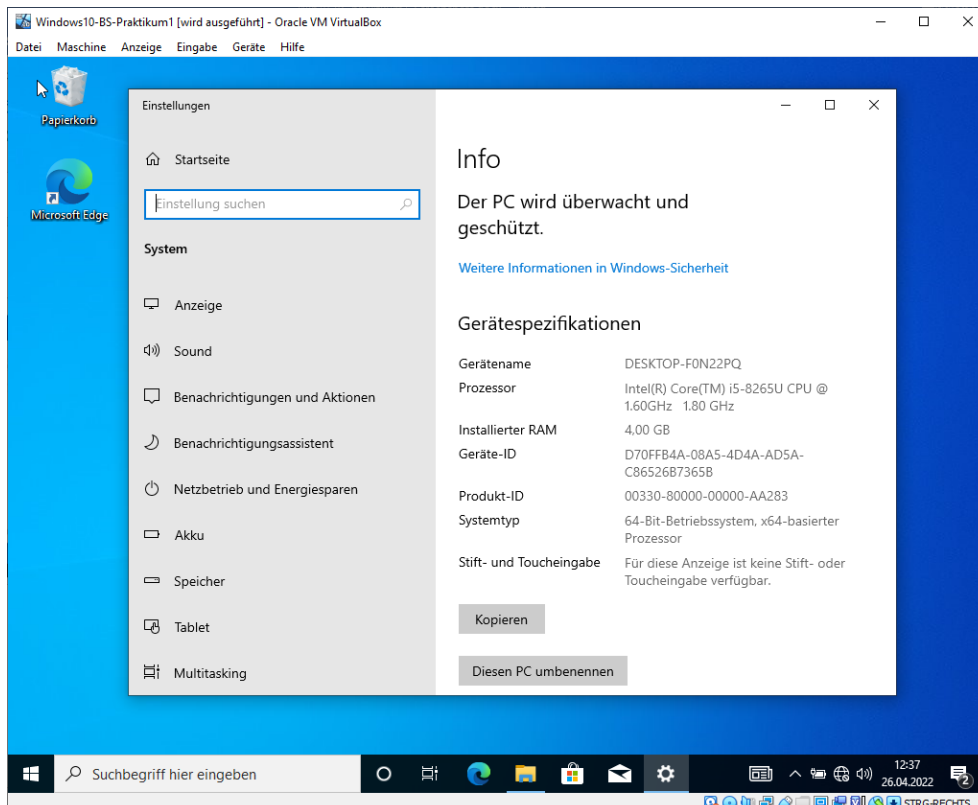 Windows10-BS-Praktikum1 [wird ausgeführt] - Oracle VM VirtualBox
Datei Maschine Anzeige Eingabe Geräte Hilfe
Papierkorb
Microsoft Edge
Einstellungen
Startseite
Einstellung suchen
System
Anzeige
Sound
Benachrichtigungen und Aktionen
Benachrichtigungsassistent
Netzbetrieb und Energiesparen
Akku
Speicher
Tablet
Multitasking
Info
Der PC wird überwacht und
geschützt.
Weitere Informationen in Windows-Sicherheit
Gerätespezifikationen
Gerätename DESKTOP-F0N22PQ
Prozessor Intel(R) Core(TM) i5-8265U CPU @
1.60GHz 1.80 GHz
Installierter RAM 4,00 GB
Geräte-ID D70FFB4A-08A5-4D4A-AD5A-
C86526B7365B
Produkt-ID 00330-80000-00000-AA283
Systemtyp 64-Bit-Betriebssystem, x64-basierter
Prozessor
Stift- und Toucheingabe Für diese Anzeige ist keine Stift- oder
Toucheingabe verfügbar.
Kopieren
Diesen PC umbenennen
Suchbegriff hier eingeben
12:37
26.04.2022
2
STRG-RECHTS